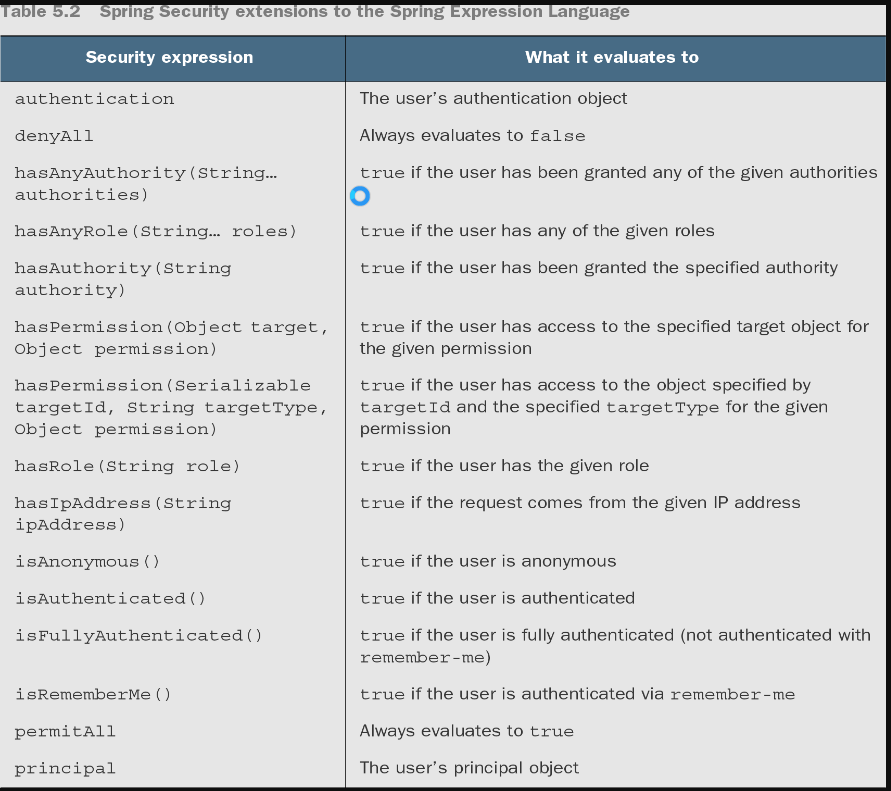 Table 5.2 Spring Security extensions to the Spring Expression Language
Security expression What it evaluates to
authentication The user's authentication object
denyAll Always evaluates to false
hasAnyAuthority(String… true if the user has been granted any of the given authorities
authorities)
hasAnyRole(String… roles) true if the user has any of the given roles
hasAuthority(String true if the user has been granted the specified authority
authority)
hasPermission(Object target, true if the user has access to the specified target object for
Object permission) the given permission
hasPermission(Serializable true if the user has access to the object specified by
targetId, String targetType, targetId and the specified targetType for the given
Object permission) permission
hasRole(String role) true if the user has the given role
hasIpAddress(String true if the request comes from the given IP address
ipAddress)
isAnonymous() true if the user is anonymous
isAuthenticated() true if the user is authenticated
isFullyAuthenticated() true if the user is fully authenticated (not authenticated with
remember-me)
isRememberMe() true if the user is authenticated via remember-me
permitAll Always evaluates to true
principal The user's principal object